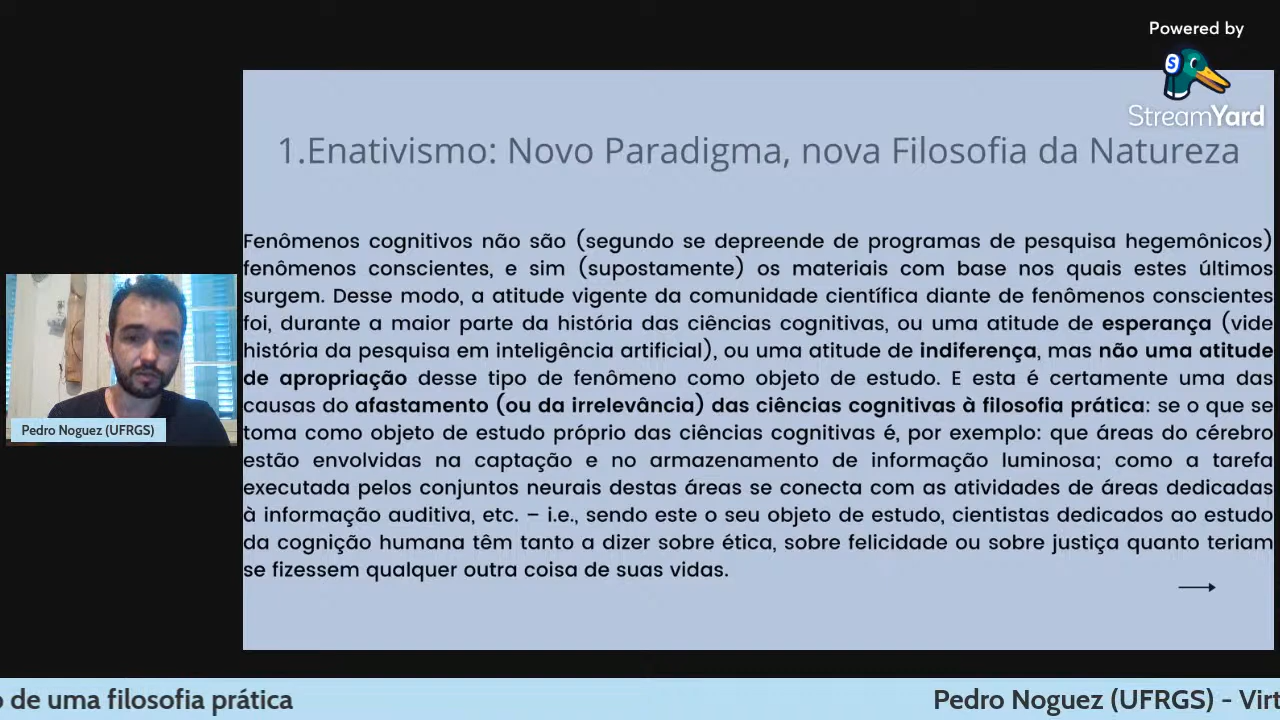 Powered by
StreamYard
1.Enativismo: Novo Paradigma, nova Filosofia da Natureza
Fenômenos cognitivos não são (segundo se depreende de programas de pesquisa hegemônicos)
fenômenos conscientes, e sim (supostamente) os materiais com base nos quais estes últimos
surgem. Desse modo, a atitude vigente da comunidade científica diante de fenômenos conscientes
foi, durante a maior parte da história das ciências cognitivas, ou uma atitude de esperança (vide
história da pesquisa em inteligência artificial), ou uma atitude de indiferença, mas não uma atitude
de apropriação desse tipo de fenômeno como objeto de estudo. E esta é certamente uma das
causas do afastamento (ou da irrelevância) das ciências cognitivas à filosofia prática: se o que se
toma como objeto de estudo próprio das ciências cognitivas é, por exemplo: que áreas do cérebro
estão envolvidas na captação e no armazenamento de informação luminosa; como a tarefa
executada pelos conjuntos neurais destas áreas se conecta com as atividades de áreas dedicadas
à informação auditiva, etc. – i.e., sendo este o seu objeto de estudo, cientistas dedicados ao estudo
da cognição humana têm tanto a dizer sobre ética, sobre felicidade ou sobre justiça quanto teriam
se fizessem qualquer outra coisa de suas vidas.
Pedro Noguez (UFRGS)
o de uma filosofia prática
Pedro Noguez (UFRGS) - Virt